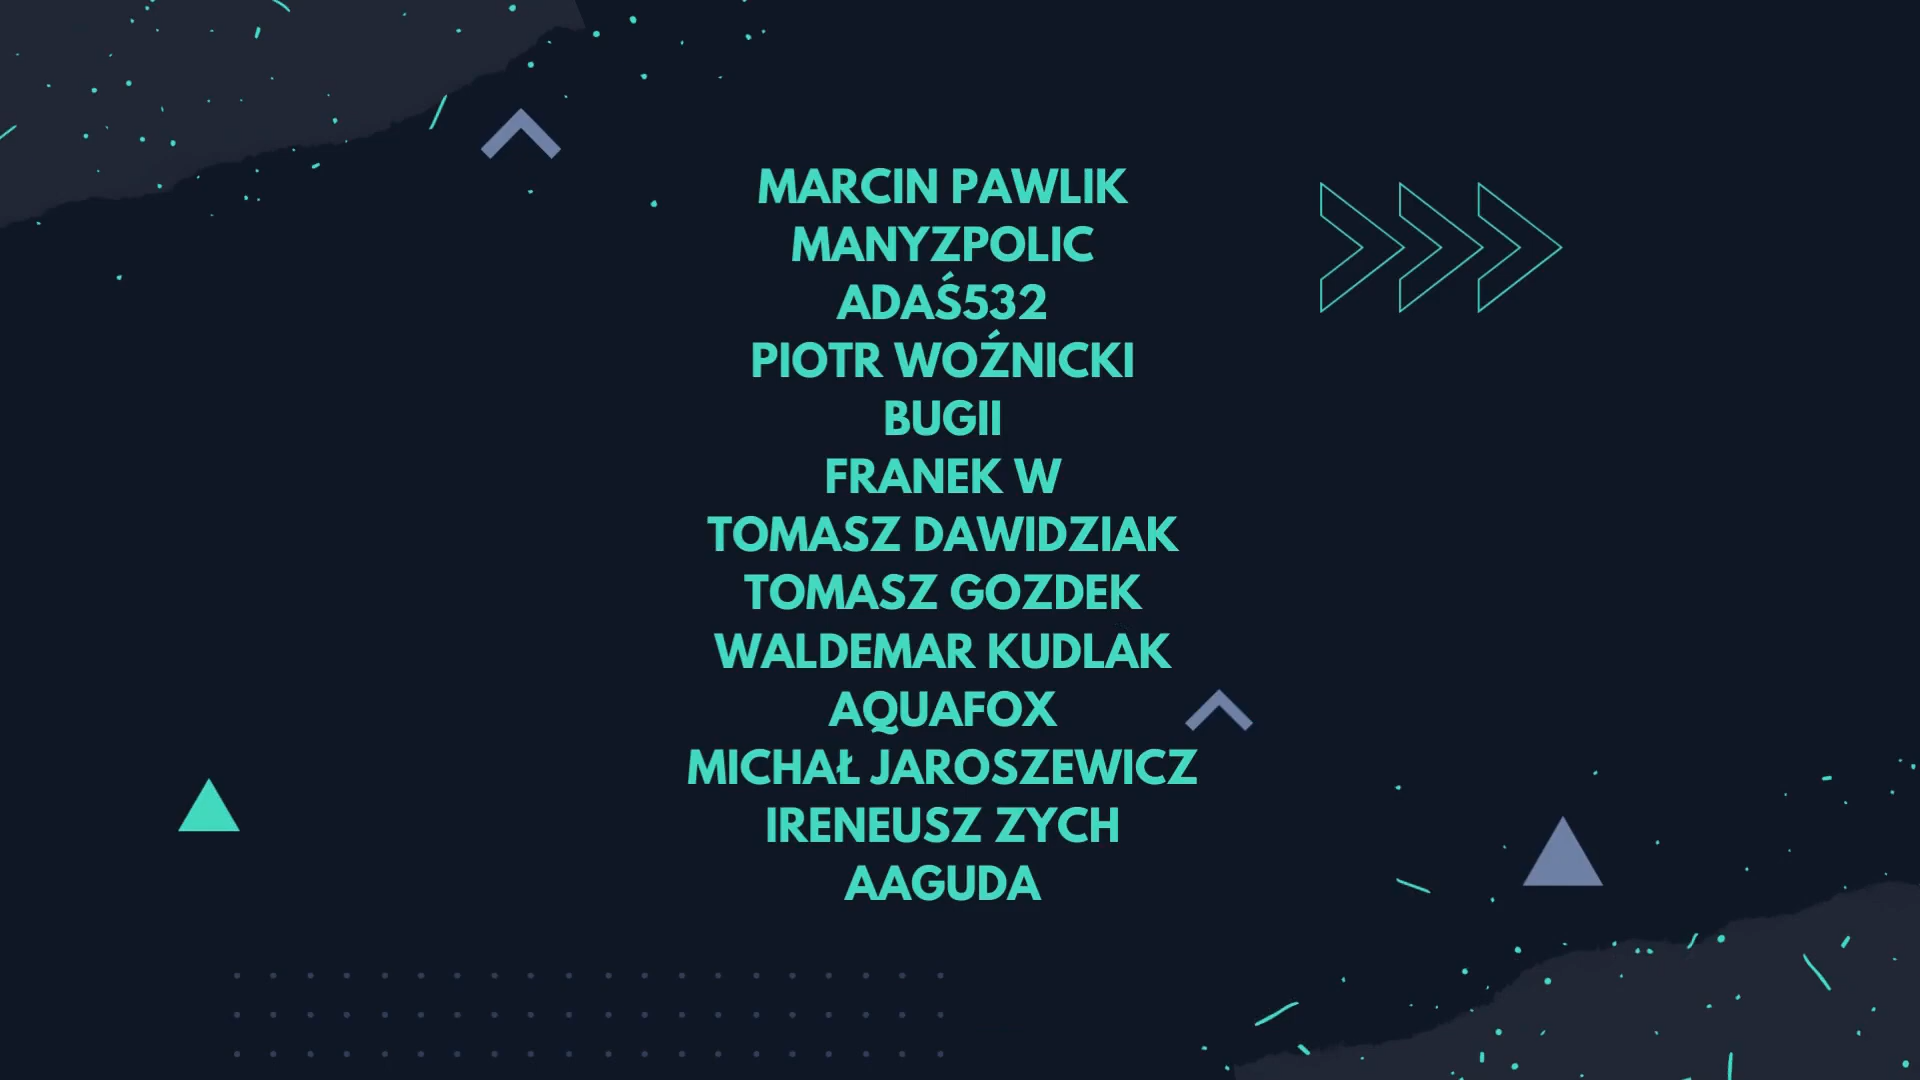 MARCIN PAWLIK
MANYZPOLIC
ADAŚ532
PIOTR WOŹNICKI
BUGII
FRANEK W
TOMASZ DAWIDZIAK
TOMASZ GOZDEK
WALDEMAR KUDLAK
AQUAFOX
MICHAŁ JAROSZEWICZ
IRENEUSZ ZYCH
AAGUDA